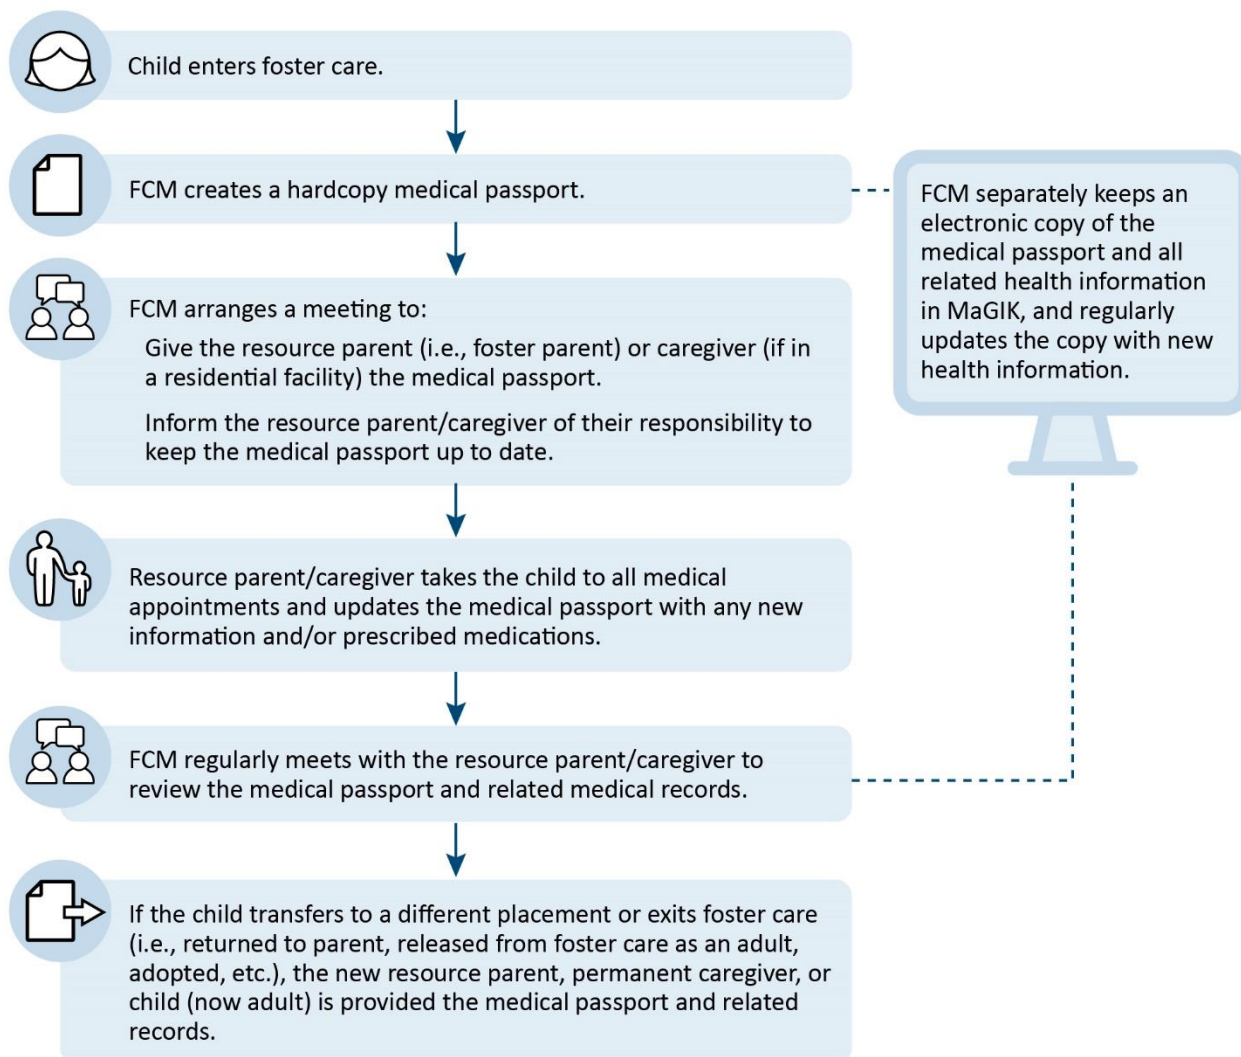 Child enters foster care.
FCM creates a hardcopy medical passport.
FCM separately keeps an
electronic copy of the
medical passport and all
related health information
in MaGIK, and regularly
updates the copy with new
health information.
FCM arranges a meeting to:
Give the resource parent (i.e., foster parent) or caregiver (if in
a residential facility) the medical passport.
Inform the resource parent/caregiver of their responsibility to
keep the medical passport up to date.
Resource parent/caregiver takes the child to all medical
appointments and updates the medical passport with any new
information and/or prescribed medications.
FCM regularly meets with the resource parent/caregiver to
review the medical passport and related medical records.
If the child transfers to a different placement or exits foster care
(i.e., returned to parent, released from foster care as an adult,
adopted, etc.), the new resource parent, permanent caregiver, or
child (now adult) is provided the medical passport and related
records.